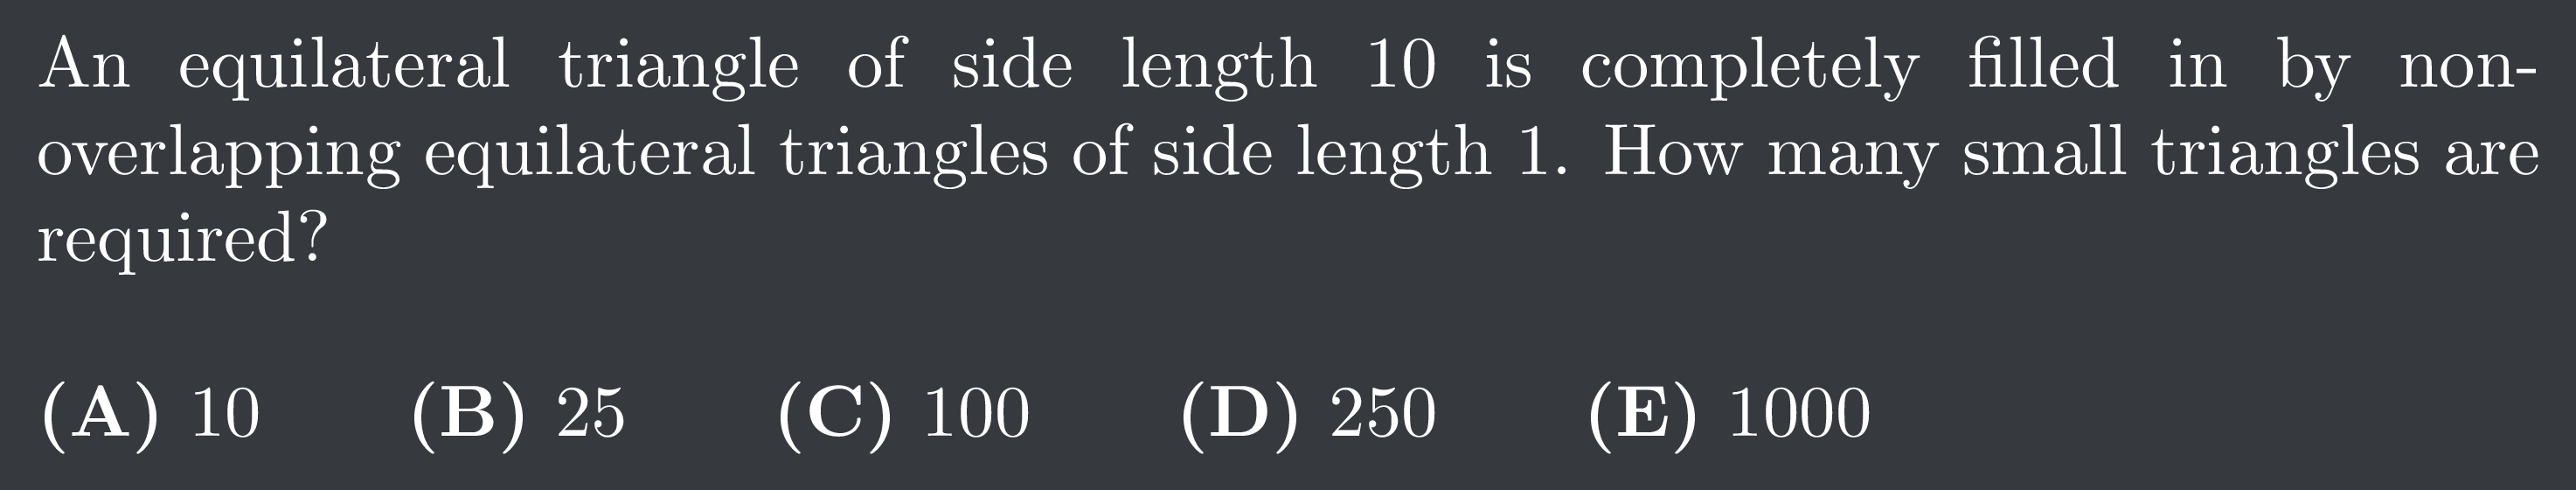 An equilateral triangle of side length 10 is completely filled in by non-
overlapping equilateral triangles of side length 1. How many small triangles are
required?
(A) 10 (B) 25 (C) 100 (D) 250 (E) 1000